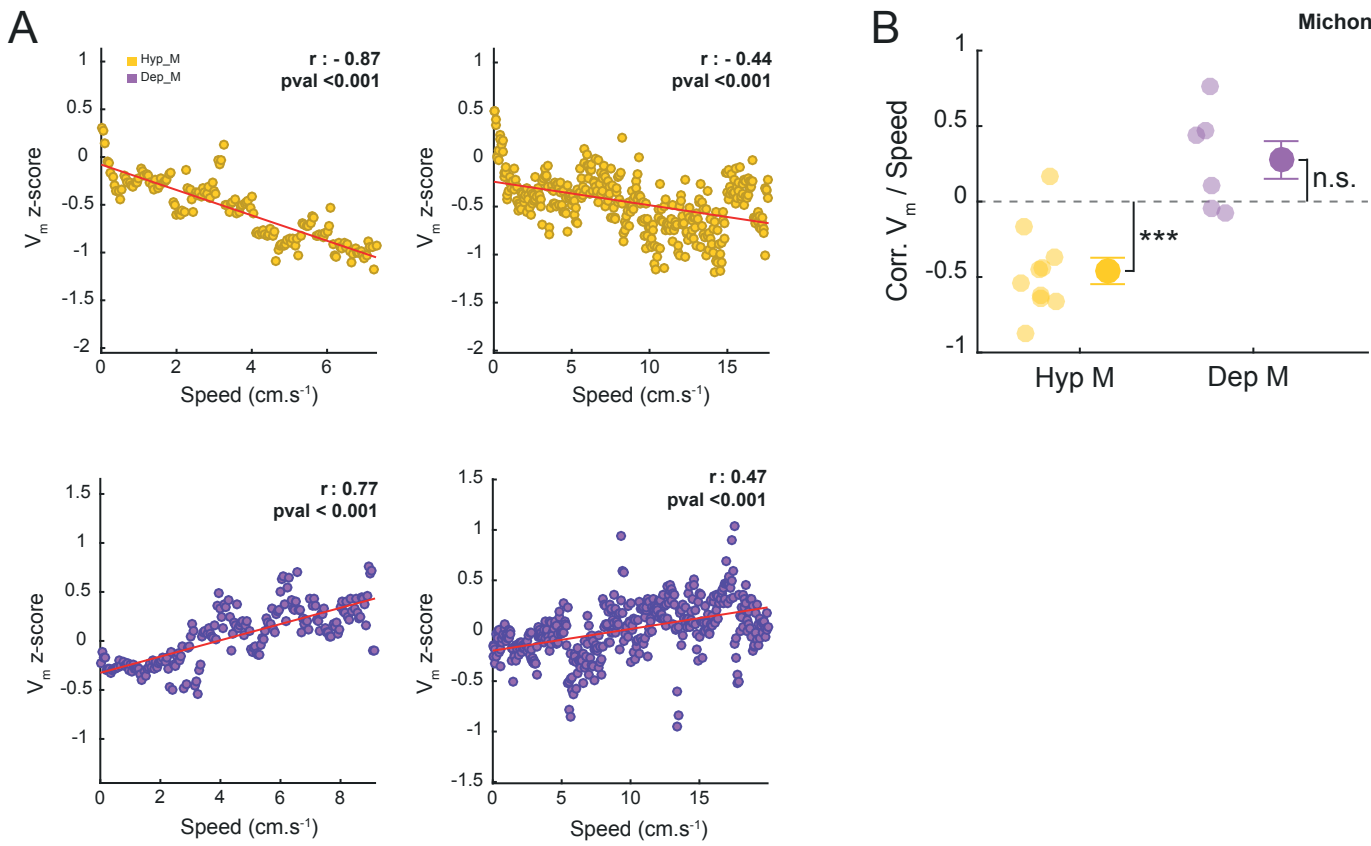 A
B
Michon
Hyp_M
Dep_M
r : - 0.87
pval <0.001
1
0.5
0
-0.5
-1
-1.5
-2
V_m z-score
0 2 4 6
Speed (cm.s⁻¹)
r : - 0.44
pval <0.001
1
0.5
0
-0.5
-1
-1.5
-2
V_m z-score
0 5 10 15
Speed (cm.s⁻¹)
1
0.5
0
-0.5
-1
Corr. V_m / Speed
***
n.s.
Hyp M Dep M
r : 0.77
pval < 0.001
1.5
1
0.5
0
-0.5
-1
V_m z-score
0 2 4 6 8
Speed (cm.s⁻¹)
r : 0.47
pval <0.001
1.5
1
0.5
0
-0.5
-1
-1.5
V_m z-score
0 5 10 15
Speed (cm.s⁻¹)